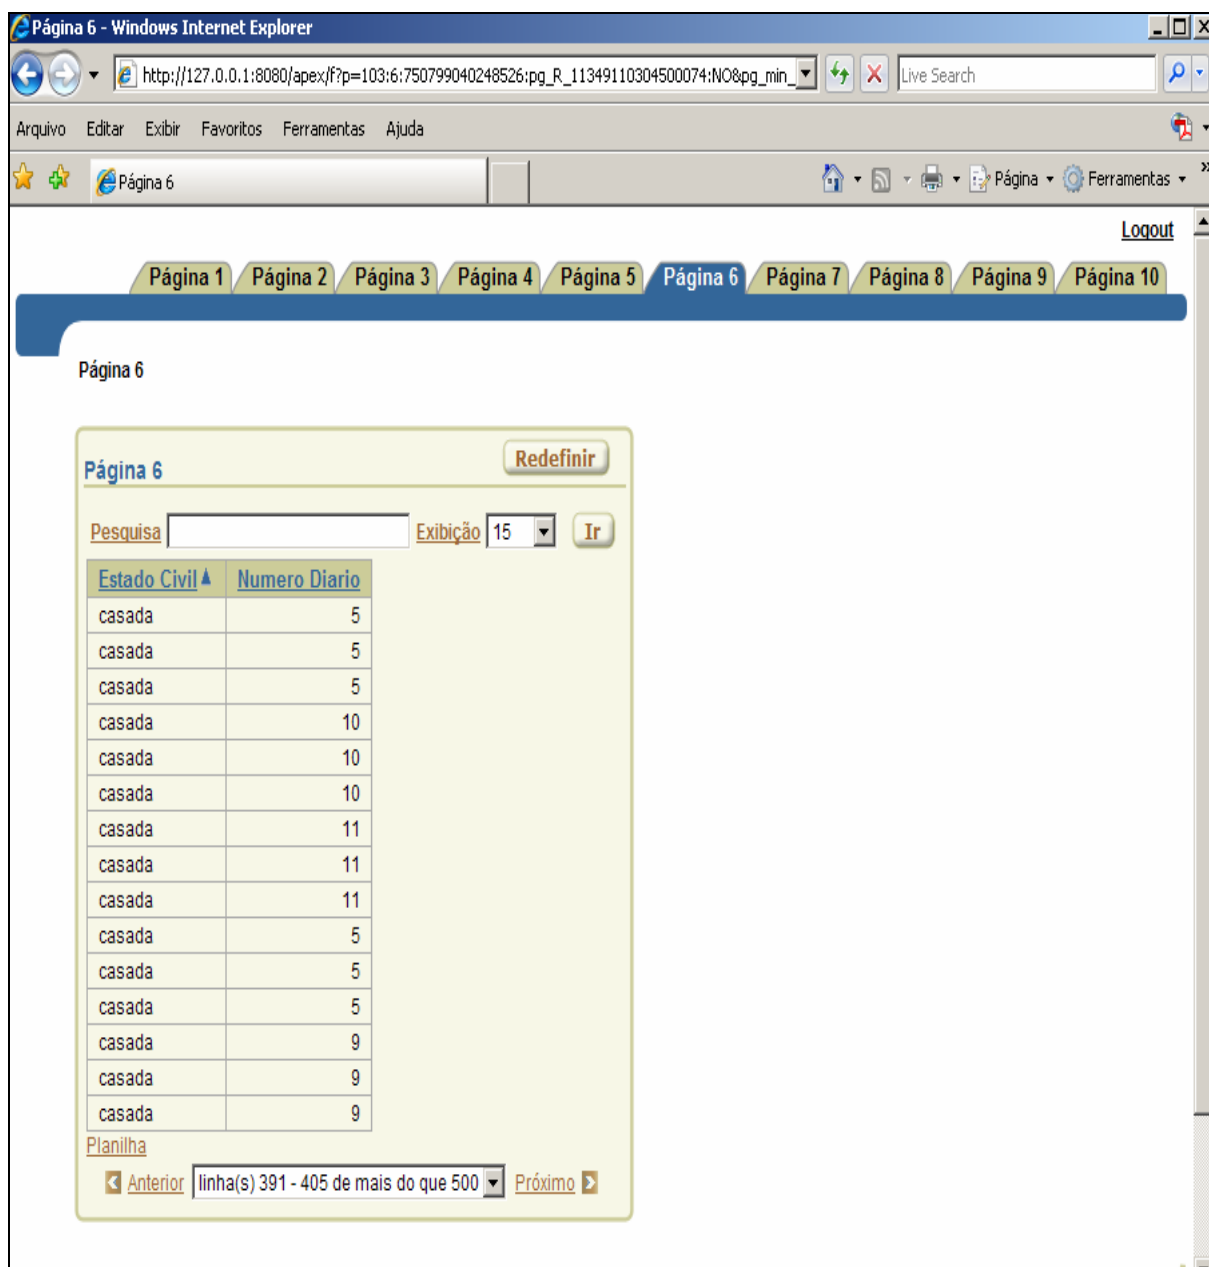 Página 6 - Windows Internet Explorer
http://127.0.0.1:8080/apex/f?p=103:6:750799040248526:pg_R_11349110304500074:NO&pg_min_ Live Search
Arquivo Editar Exibir Favoritos Ferramentas Ajuda
Página 6 Página Ferramentas »
Logout
Página 1 Página 2 Página 3 Página 4 Página 5 Página 6 Página 7 Página 8 Página 9 Página 10
Página 6
Página 6 Redefinir
Pesquisa Exibição 15 Ir
Estado Civil Numero Diario
casada 5
casada 5
casada 5
casada 10
casada 10
casada 10
casada 11
casada 11
casada 11
casada 5
casada 5
casada 5
casada 9
casada 9
casada 9
Planilha
Anterior linha(s) 391 - 405 de mais do que 500 Próximo